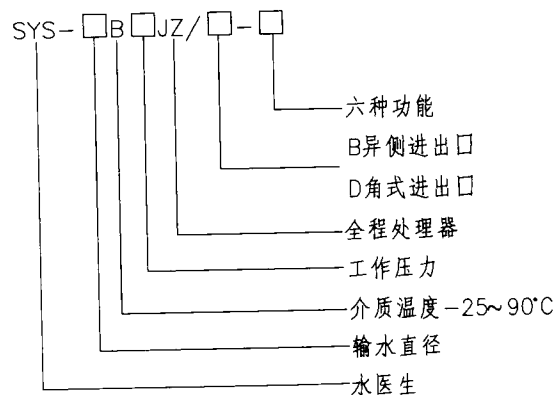 SYS-□B□JZ/□-□
六种功能
B异侧进出口
D角式进出口
全程处理器
工作压力
介质温度-25~90°C
输水直径
水医生